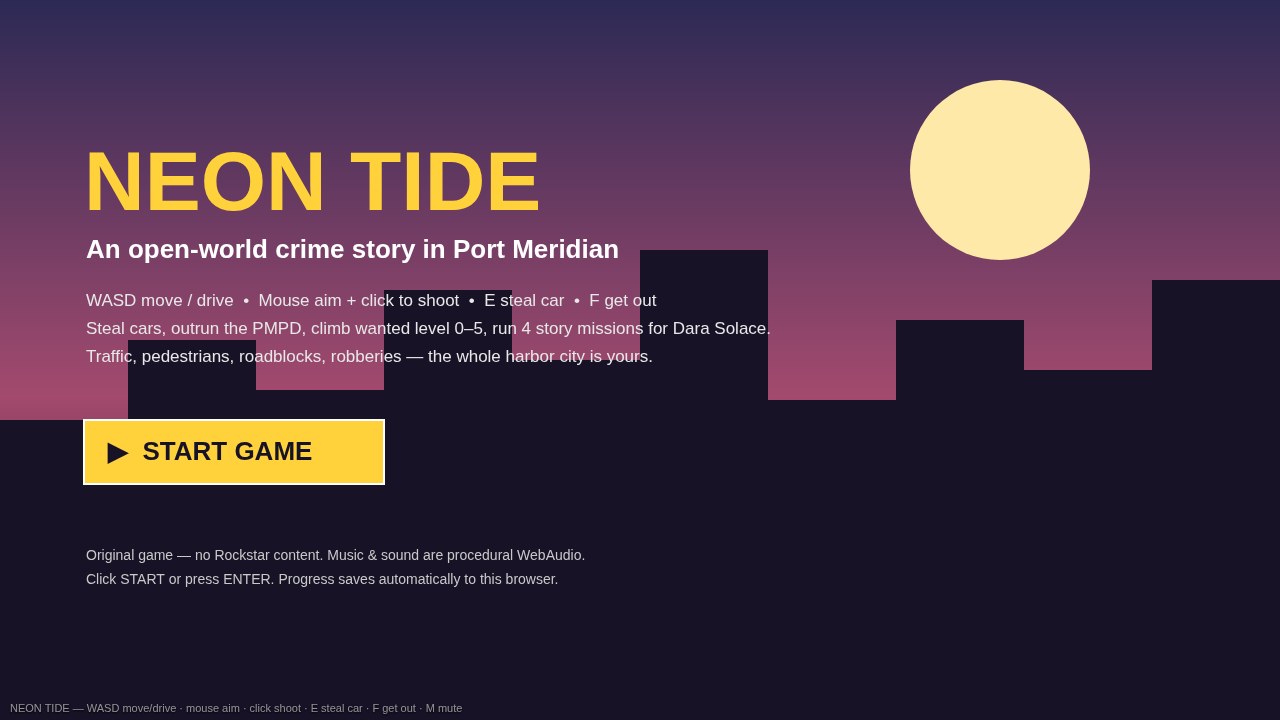 NEON TIDE
An open-world crime story in Port Meridian
WASD move / drive • Mouse aim + click to shoot • E steal car • F get out
Steal cars, outrun the PMPD, climb wanted level 0–5, run 4 story missions for Dara Solace.
Traffic, pedestrians, roadblocks, robberies — the whole harbor city is yours.
▶ START GAME
Original game — no Rockstar content. Music & sound are procedural WebAudio.
Click START or press ENTER. Progress saves automatically to this browser.
NEON TIDE — WASD move/drive · mouse aim · click shoot · E steal car · F get out · M mute